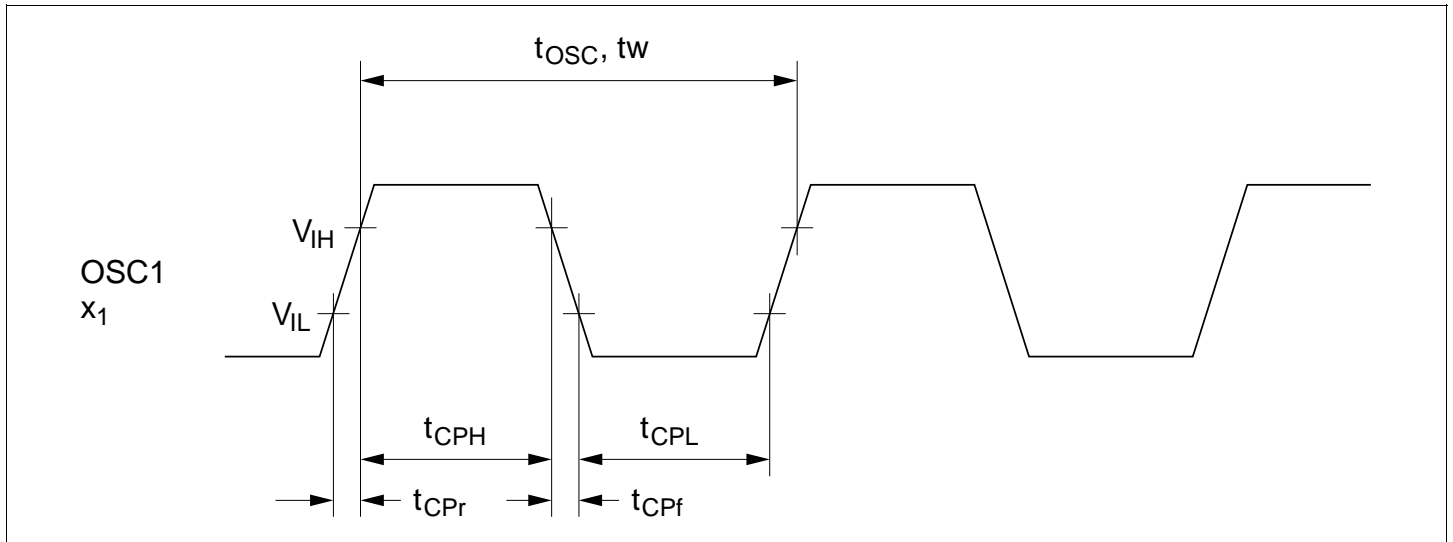 tOSC, tw
VIH
OSC1
x1
VIL
tCPH
tCPL
tCPr
tCPf